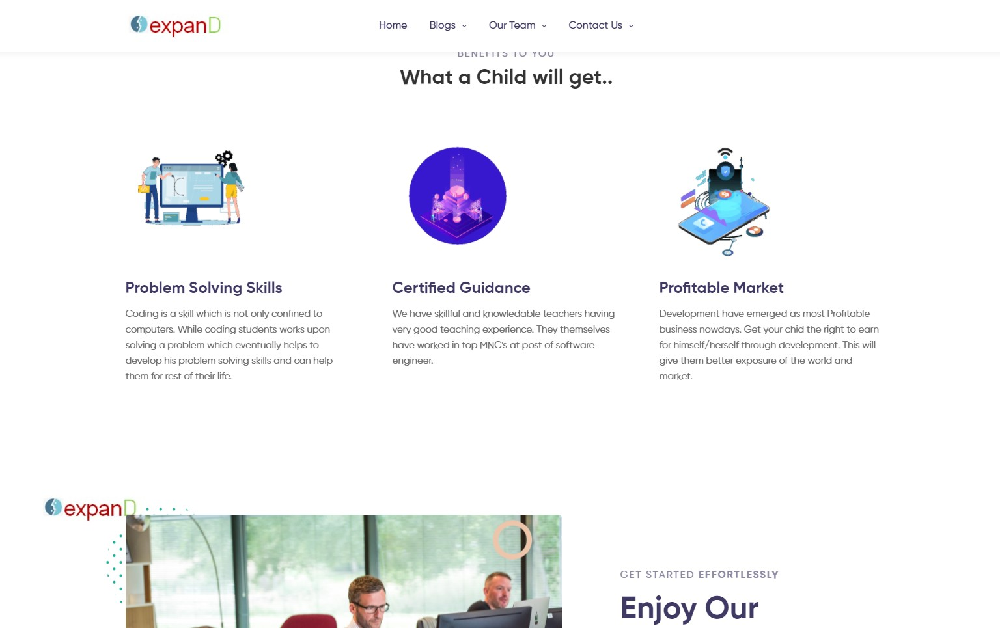 expanD
Home Blogs Our Team Contact Us
BENEFITS TO YOU
What a Child will get..
Problem Solving Skills
Coding is a skill which is not only confined to
computers. While coding students works upon
solving a problem which eventually helps to
develop his problem solving skills and can help
them for rest of their life.
Certified Guidance
We have skillful and knowledable teachers having
very good teaching experience. They themselves
have worked in top MNC's at post of software
engineer.
Profitable Market
Development have emerged as most Profitable
business nowdays. Get your chid the right to earn
for himself/herself through develepment. This will
give them better exposure of the world and
market.
expanD
GET STARTED EFFORTLESSLY
Enjoy Our